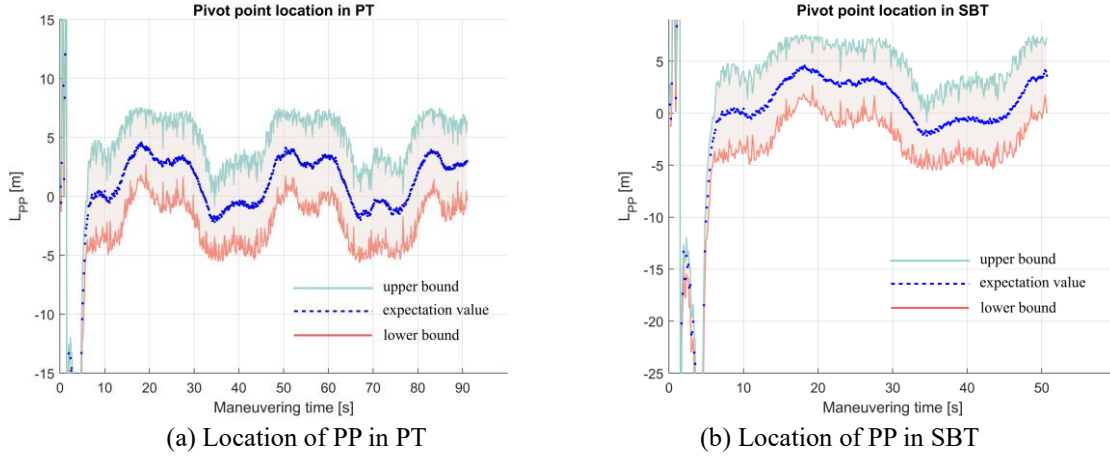 Pivot point location in PT
15
10
5
0
-5
-10
-15
L_PP [m]
upper bound
expectation value
lower bound
0 10 20 30 40 50 60 70 80 90
Maneuvering time [s]
(a) Location of PP in PT
Pivot point location in SBT
5
0
-5
-10
-15
-20
-25
L_PP [m]
upper bound
expectation value
lower bound
0 10 20 30 40 50
Maneuvering time [s]
(b) Location of PP in SBT